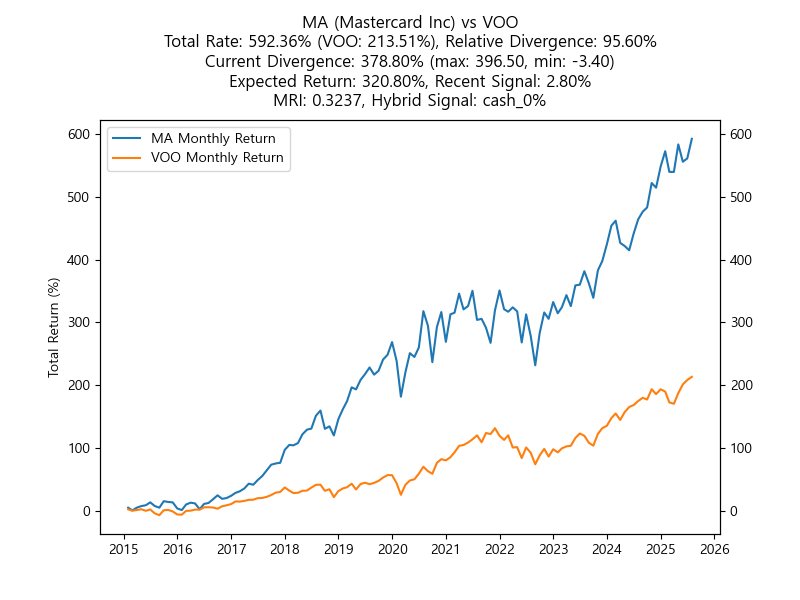 MA (Mastercard Inc) vs VOO
Total Rate: 592.36% (VOO: 213.51%), Relative Divergence: 95.60%
Current Divergence: 378.80% (max: 396.50, min: -3.40)
Expected Return: 320.80%, Recent Signal: 2.80%
MRI: 0.3237, Hybrid Signal: cash_0%
MA Monthly Return
VOO Monthly Return
Total Return (%)
600
500
400
300
200
100
0
600
500
400
300
200
100
0
2015 2016 2017 2018 2019 2020 2021 2022 2023 2024 2025 2026